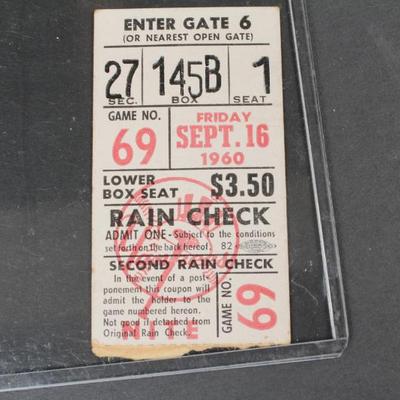 ENTER GATE 6
(OR NEAREST OPEN GATE)
27 145B 1
SEC. BOX SEAT
GAME NO. 69
FRIDAY
SEPT. 16
1960
LOWER
BOX SEAT $3.50
RAIN CHECK
ADMIT ONE - Subject to the conditions
set forth on the back hereof. 82
SECOND RAIN CHECK
In the event of a post-
ponement this coupon will
admit the holder to the
game numbered hereon.
Not good if detached from
Original Rain Check.
GAME NO. 69
NITE